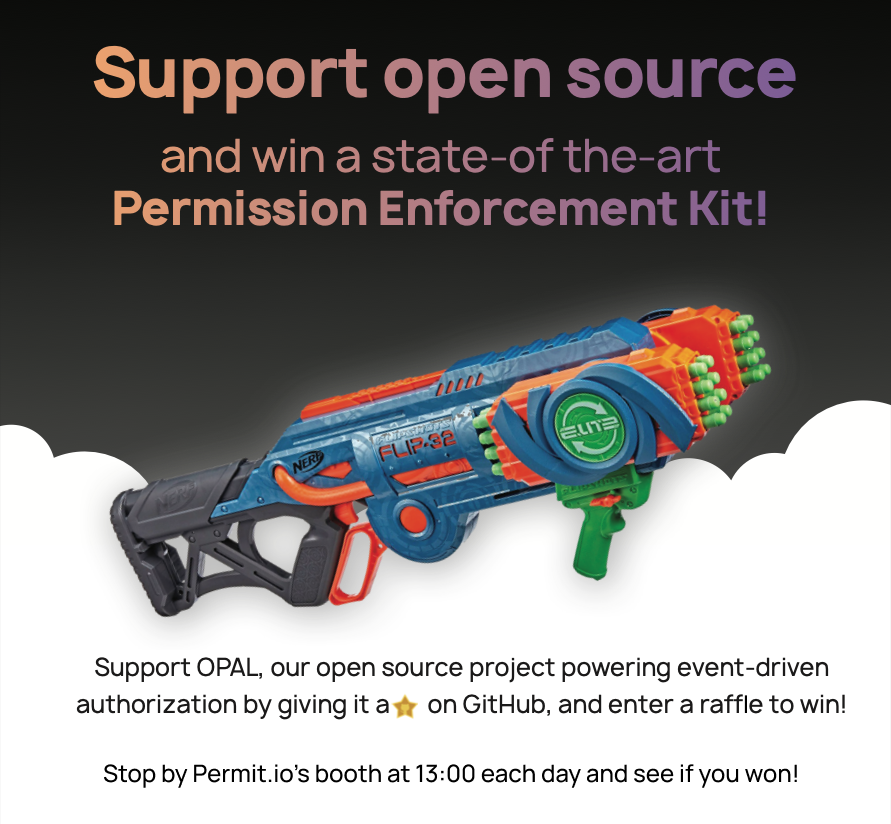 Support open source
and win a state-of the-art
Permission Enforcement Kit!
NERF
FLIP-32
NERF
ELITE
Support OPAL, our open source project powering event-driven
authorization by giving it a⭐ on GitHub, and enter a raffle to win!
Stop by Permit.io's booth at 13:00 each day and see if you won!